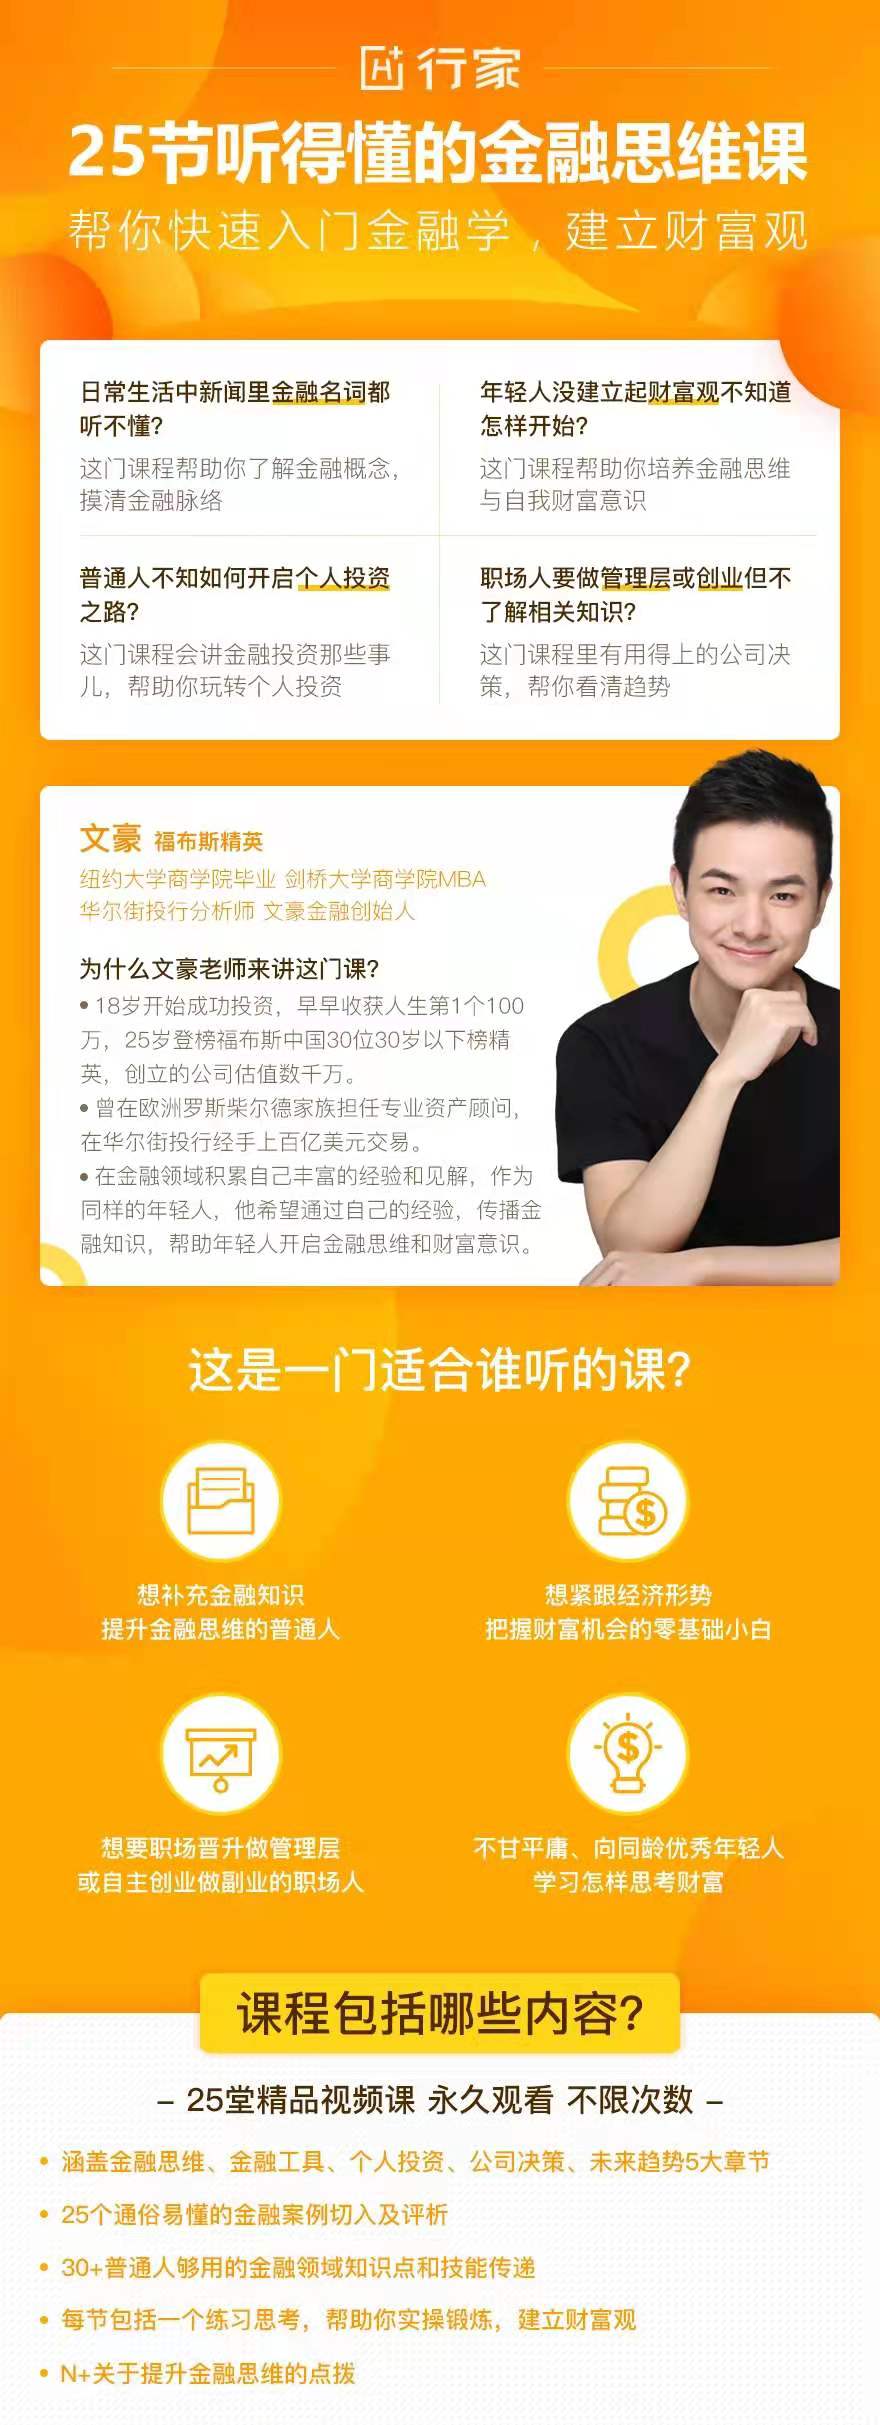 行家
25节听得懂的金融思维课
帮你快速入门金融学，建立财富观
日常生活中新闻里金融名词都
听不懂？
这门课程帮助你了解金融概念，
摸清金融脉络
年轻人没建立起财富观不知道
怎样开始？
这门课程帮助你培养金融思维
与自我财富意识
普通人不知如何开启个人投资
之路？
这门课程会讲金融投资那些事
儿，帮助你玩转个人投资
职场人要做管理层或创业但不
了解相关知识？
这门课程里有用得上的公司决
策，帮你看清趋势
文豪 福布斯精英
纽约大学商学院毕业 剑桥大学商学院MBA
华尔街投行分析师 文豪金融创始人
为什么文豪老师来讲这门课？
• 18岁开始成功投资，早早收获人生第1个100
万，25岁登榜福布斯中国30位30岁以下榜精
英，创立的公司估值数千万。
• 曾在欧洲罗斯柴尔德家族担任专业资产顾问，
在华尔街投行经手上百亿美元交易。
• 在金融领域积累自己丰富的经验和见解，作为
同样的年轻人，他希望通过自己的经验，传播金
融知识，帮助年轻人开启金融思维和财富意识。
这是一门适合谁听的课？
想补充金融知识
提升金融思维的普通人
想紧跟经济形势
把握财富机会的零基础小白
想要职场晋升做管理层
或自主创业做副业的职场人
不甘平庸、向同龄优秀年轻人
学习怎样思考财富
课程包括哪些内容？
– 25堂精品视频课 永久观看 不限次数 –
• 涵盖金融思维、金融工具、个人投资、公司决策、未来趋势5大章节
• 25个通俗易懂的金融案例切入及评析
• 30+普通人够用的金融领域知识点和技能传递
• 每节包括一个练习思考，帮助你实操锻炼，建立财富观
• N+关于提升金融思维的点拨